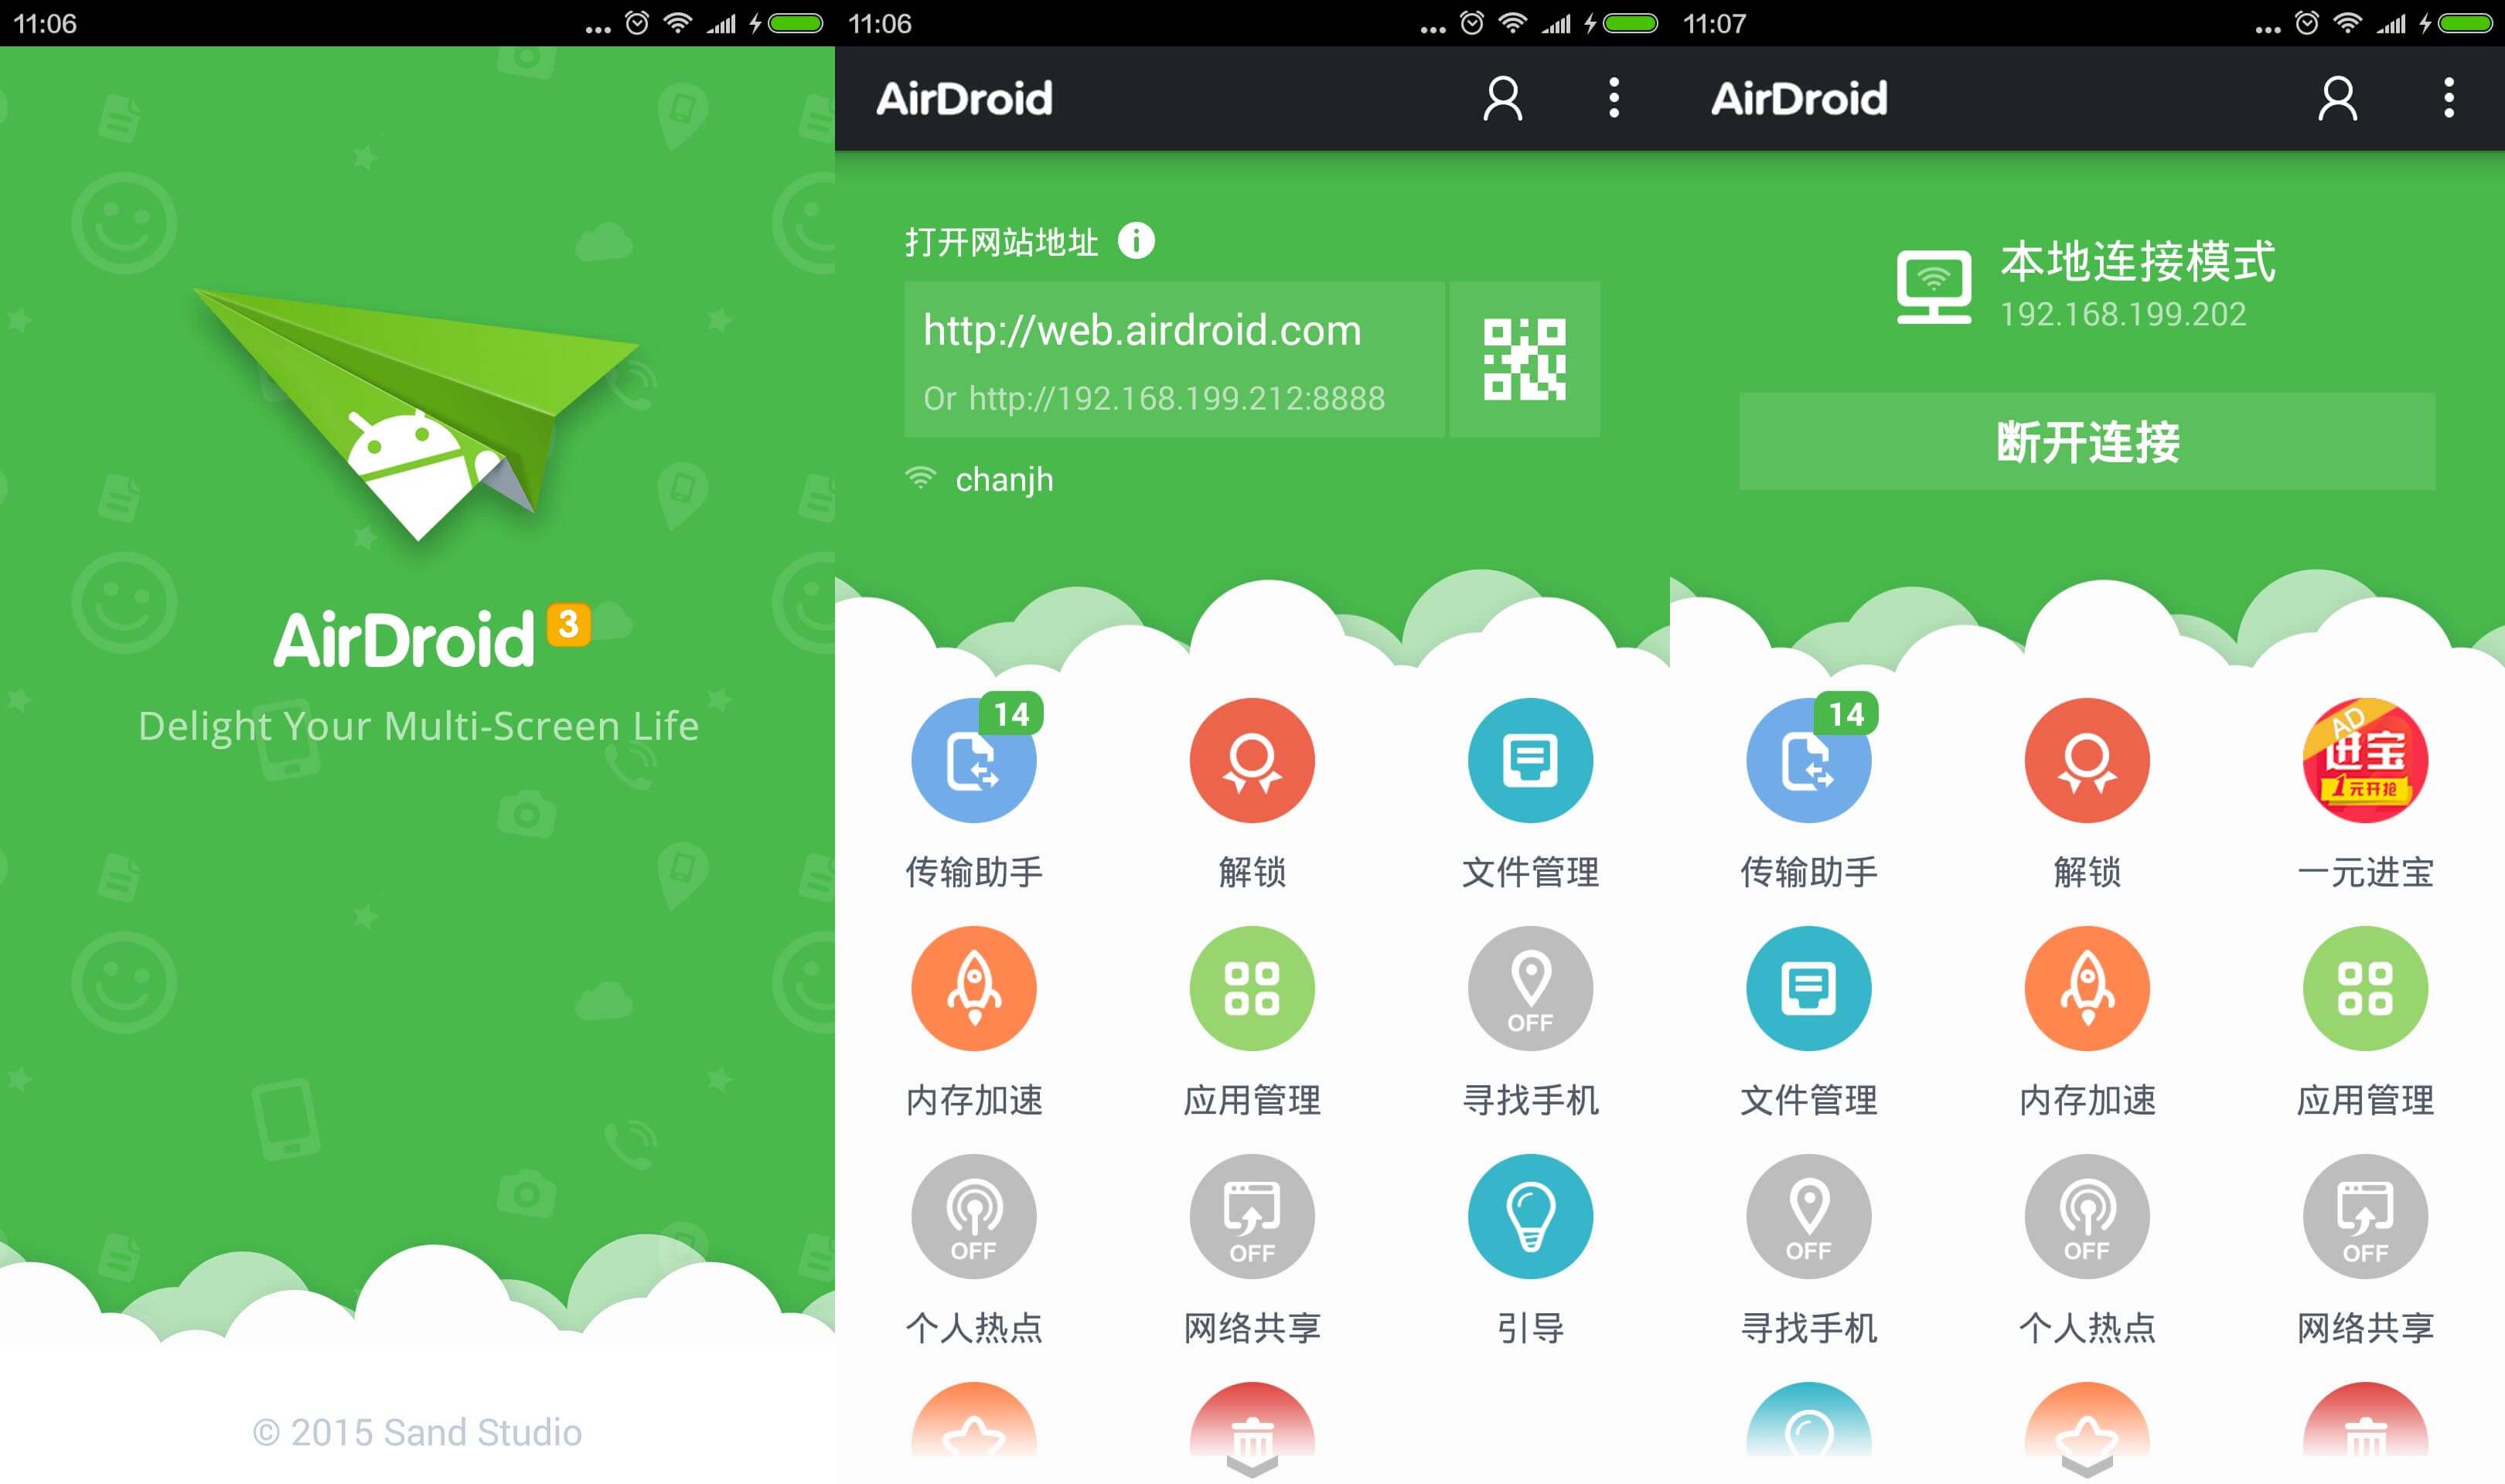 11:06
AirDroid 3
Delight Your Multi-Screen Life
© 2015 Sand Studio
11:06
AirDroid
打开网站地址
http://web.airdroid.com
Or http://192.168.199.212:8888
chanjh
14
传输助手
解锁
文件管理
OFF
内存加速
应用管理
寻找手机
OFF
OFF
个人热点
网络共享
引导
11:07
AirDroid
本地连接模式
192.168.199.202
断开连接
14
AD
进宝
1元开抢
传输助手
解锁
一元进宝
文件管理
内存加速
应用管理
OFF
OFF
OFF
寻找手机
个人热点
网络共享